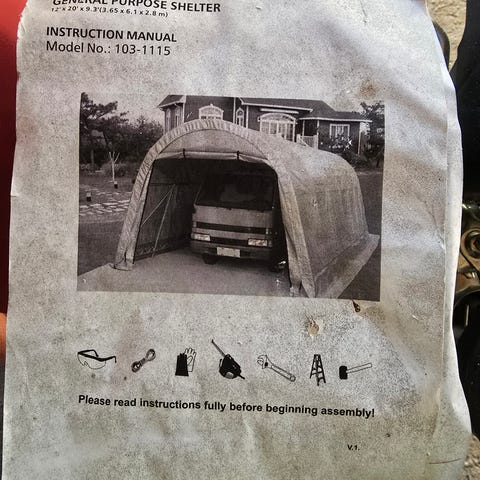 GENERAL PURPOSE SHELTER
12' x 20' x 9.3'(3.65 x 6.1 x 2.8 m)
INSTRUCTION MANUAL
Model No.: 103-1115
Please read instructions fully before beginning assembly!
V.1.